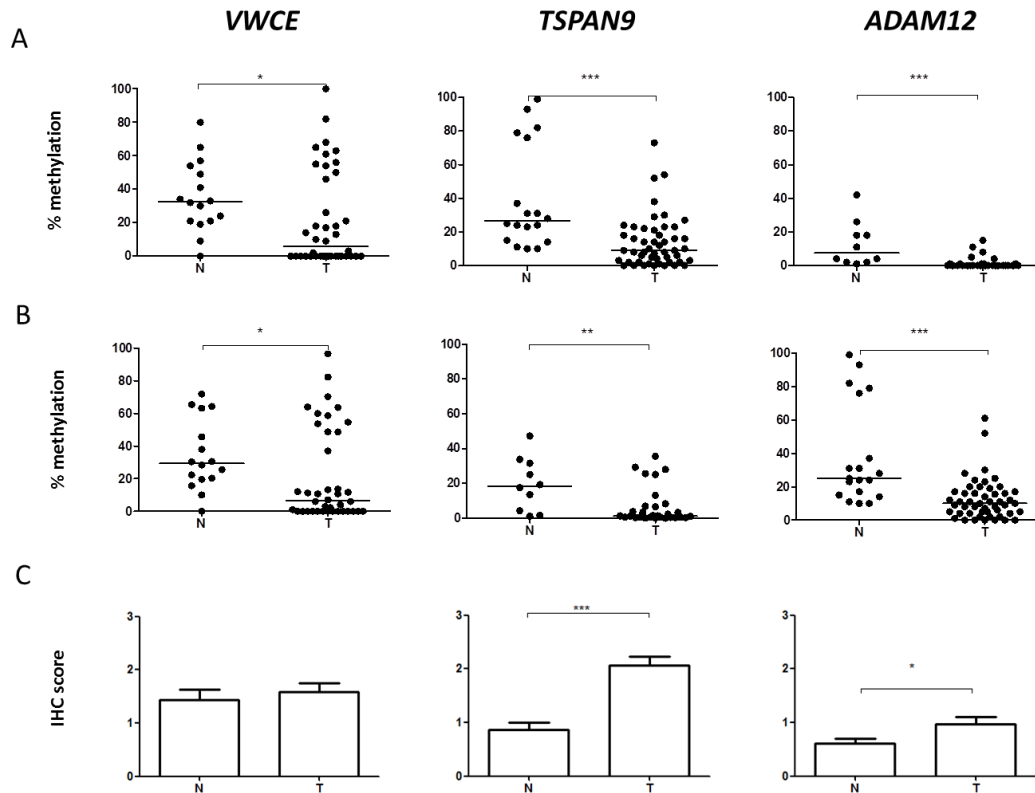 VWCE TSPAN9 ADAM12
A
* *** ***
% methylation
100 100 100
80 80 80
60 60 60
40 40 40
20 20 20
0 0 0
N T N T N T
B
* ** ***
% methylation
100 100 100
80 80 80
60 60 60
40 40 40
20 20 20
0 0 0
N T N T N T
C
*** *
IHC score
3 3 3
2 2 2
1 1 1
0 0 0
N T N T N T